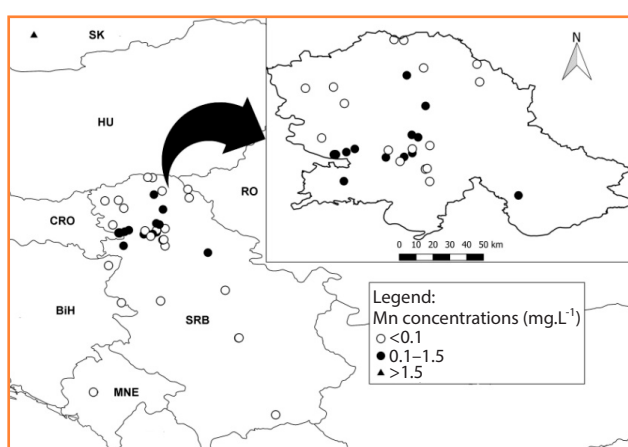 SK
N
HU
RO
CRO
0 10 20 30 40 50 km
BiH
SRB
MNE
Legend:
Mn concentrations (mg.L⁻¹)
<0.1
0.1–1.5
>1.5